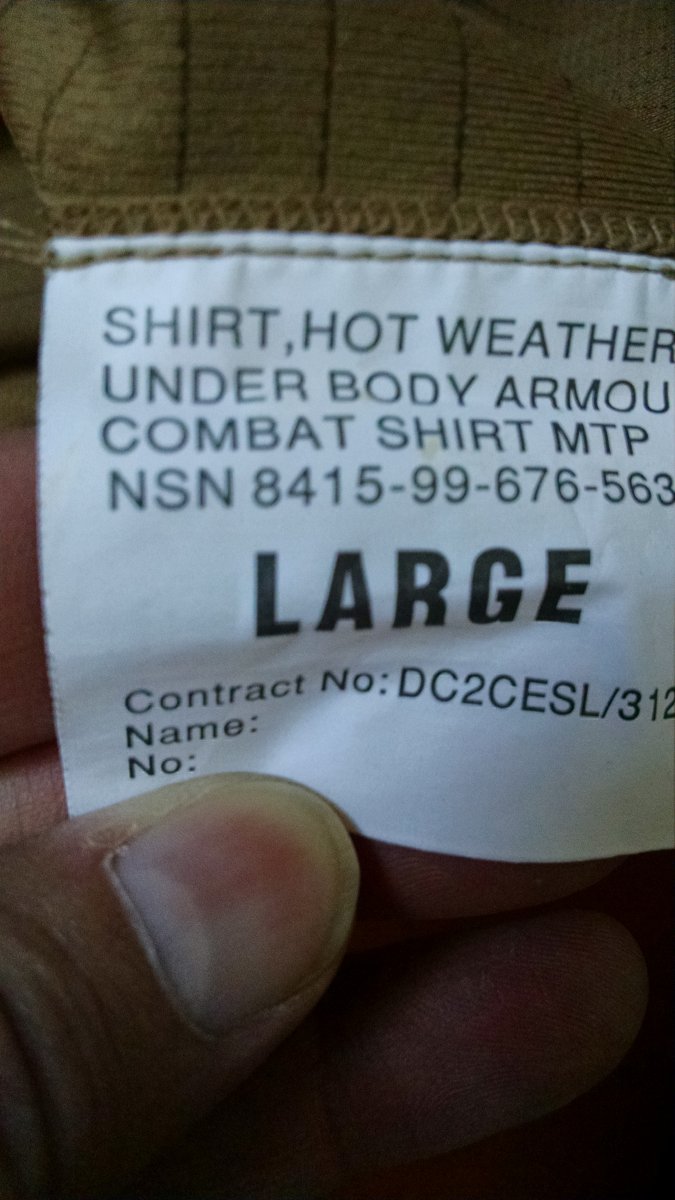 SHIRT,HOT WEATHER
UNDER BODY ARMOU
COMBAT SHIRT MTP
NSN 8415-99-676-563
LARGE
Contract No: DC2CESL/312
Name:
No: